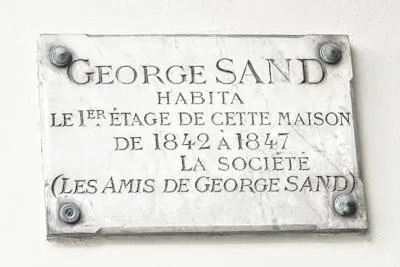 GEORGE SAND
HABITA
LE 1ER ÉTAGE DE CETTE MAISON
DE 1842 À 1847
LA SOCIÉTÉ
(LES AMIS DE GEORGE SAND)